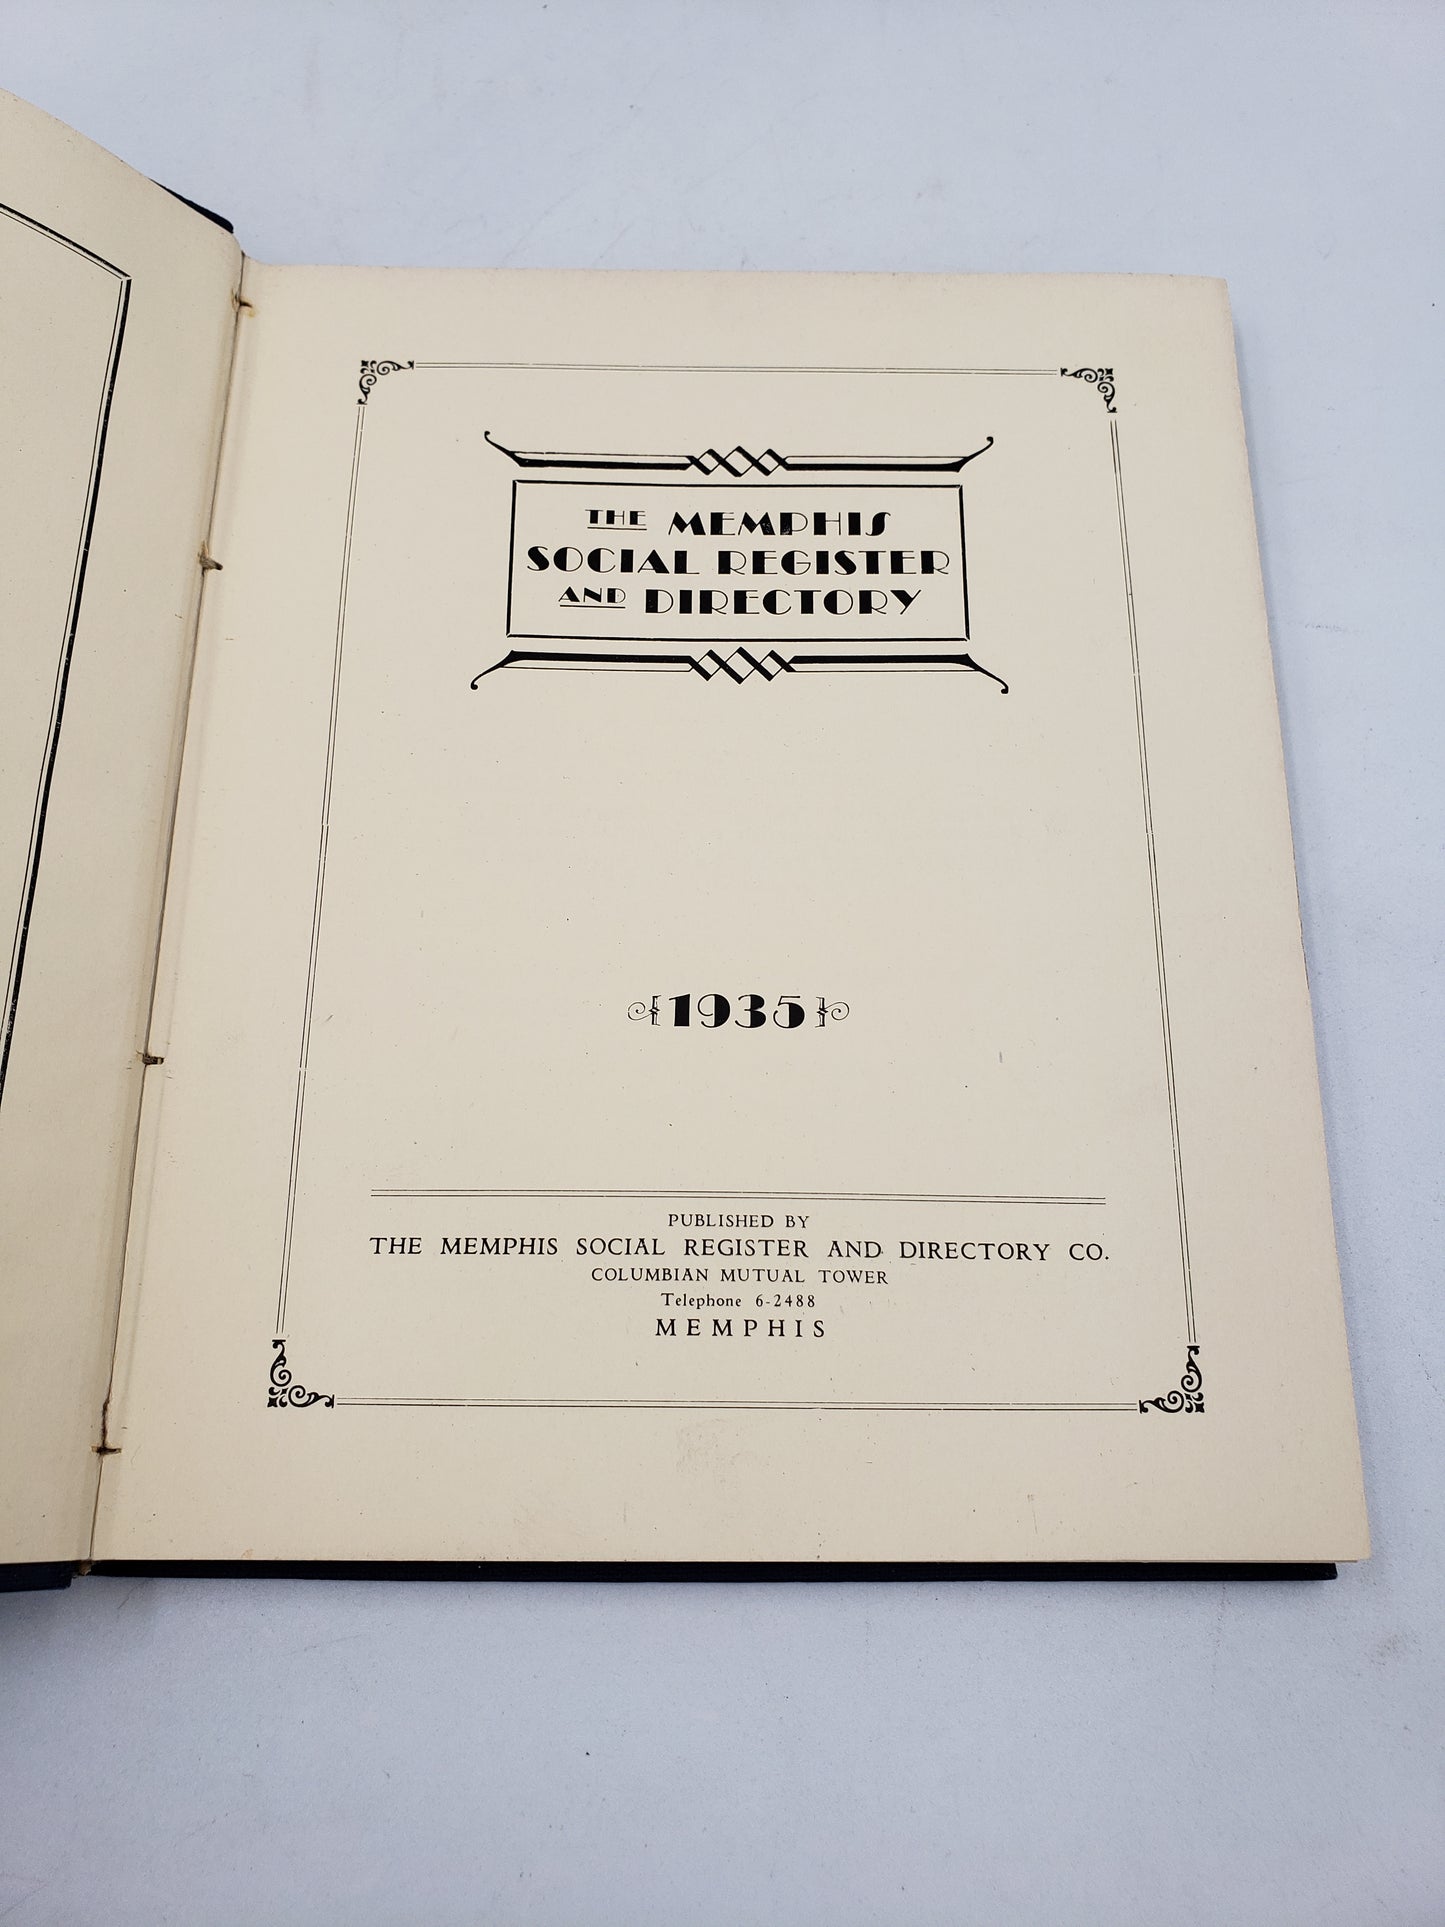 THE MEMPHIS
SOCIAL REGISTER
AND DIRECTORY
1935
PUBLISHED BY
THE MEMPHIS SOCIAL REGISTER AND DIRECTORY CO.
COLUMBIAN MUTUAL TOWER
Telephone 6-2488
MEMPHIS